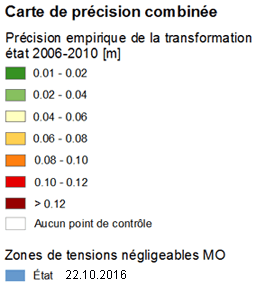 Carte de précision combinée
Précision empirique de la transformation
état 2006-2010 [m]
0.01 - 0.02
0.02 - 0.04
0.04 - 0.06
0.06 - 0.08
0.08 - 0.10
0.10 - 0.12
> 0.12
Aucun point de contrôle
Zones de tensions négligeables MO
État 22.10.2016